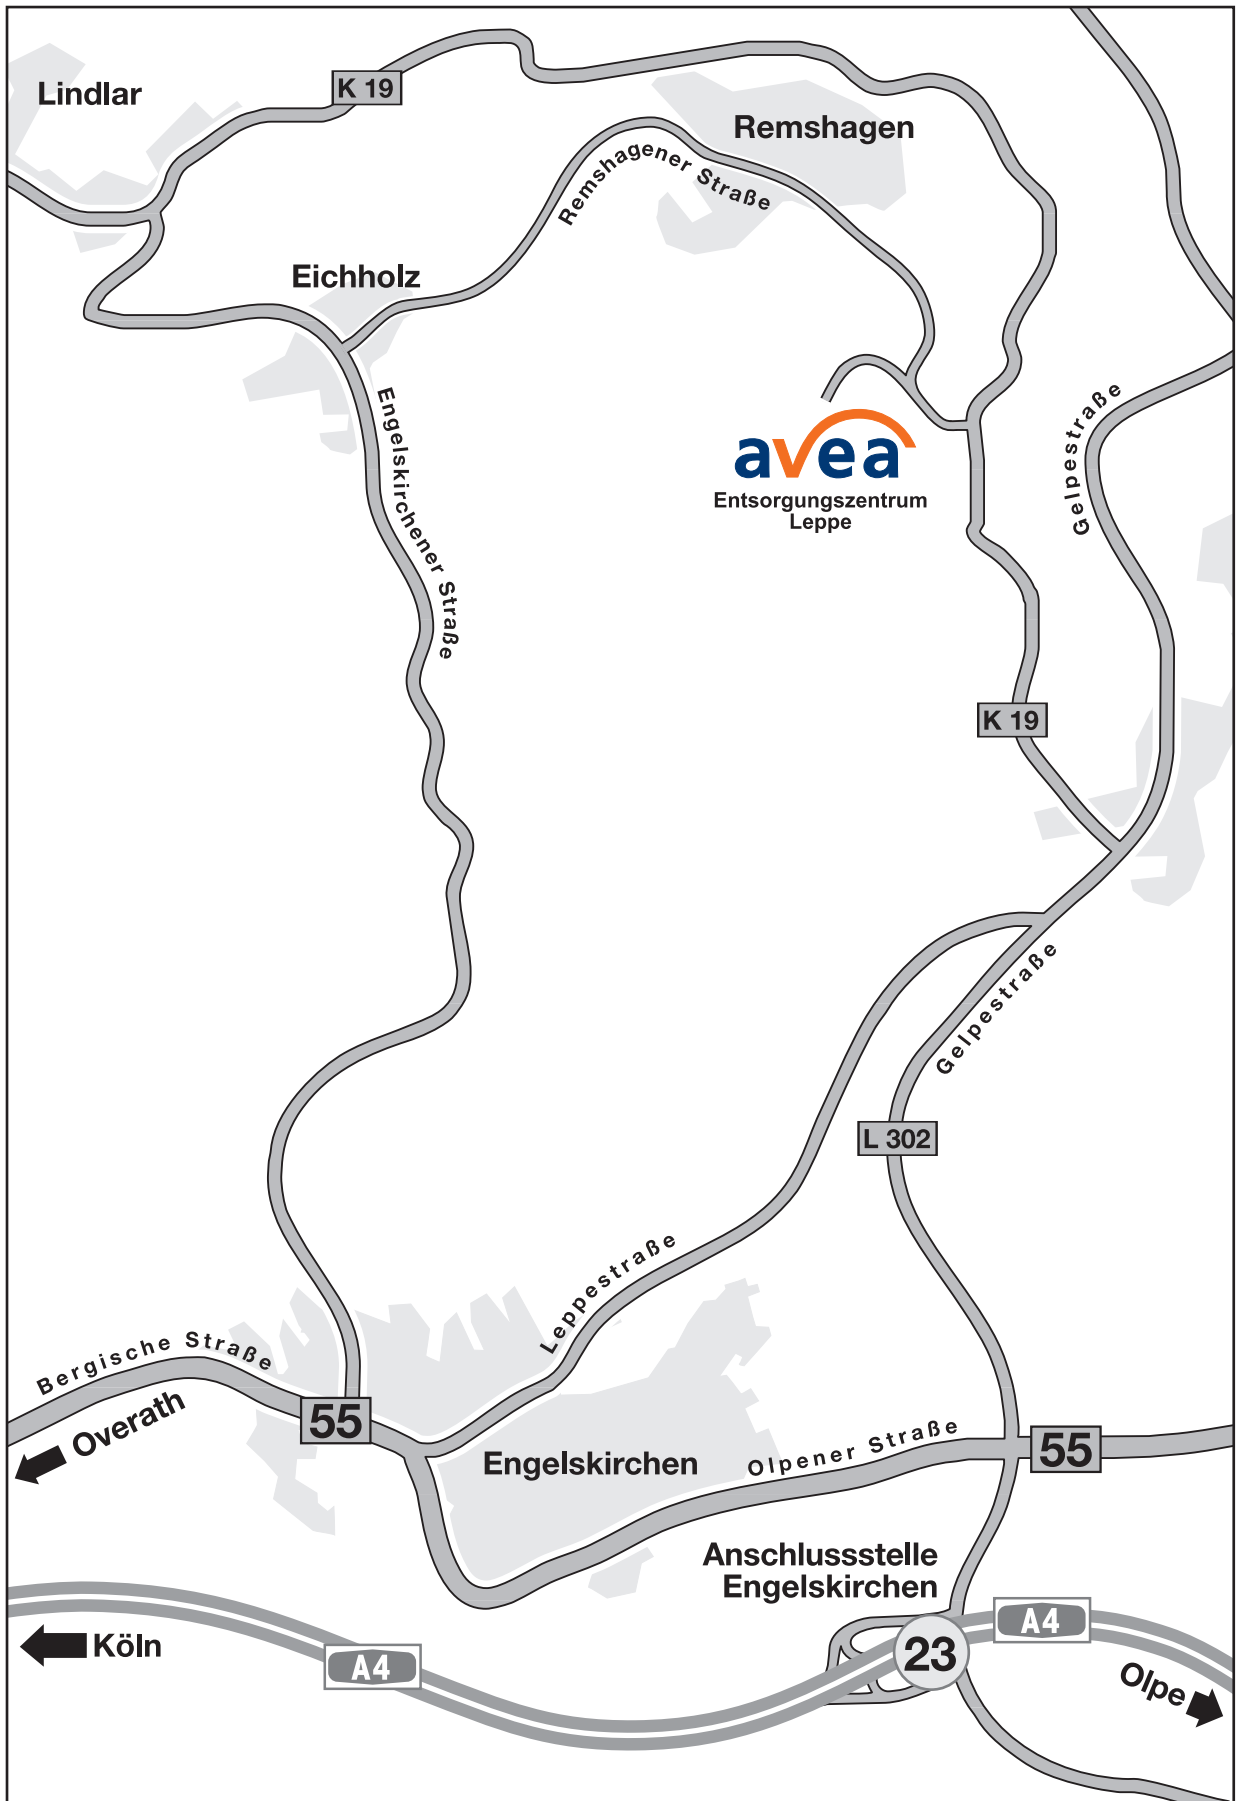 K 19
Lindlar
Remshagen
Remshagener Straße
Eichholz
Engelskirchener Straße
Gelpestraße
avea
Entsorgungszentrum
Leppe
K 19
Gelpestraße
L 302
Leppestraße
Bergische Straße
Overath
55
Engelskirchen
Olpener Straße
55
Anschlussstelle
Engelskirchen
A4
23
Köln
A4
Olpe